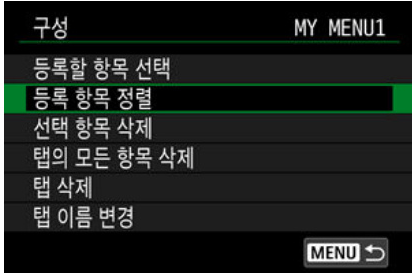 구성 MY MENU1
등록할 항목 선택
등록 항목 정렬
선택 항목 삭제
탭의 모든 항목 삭제
탭 삭제
탭 이름 변경
MENU